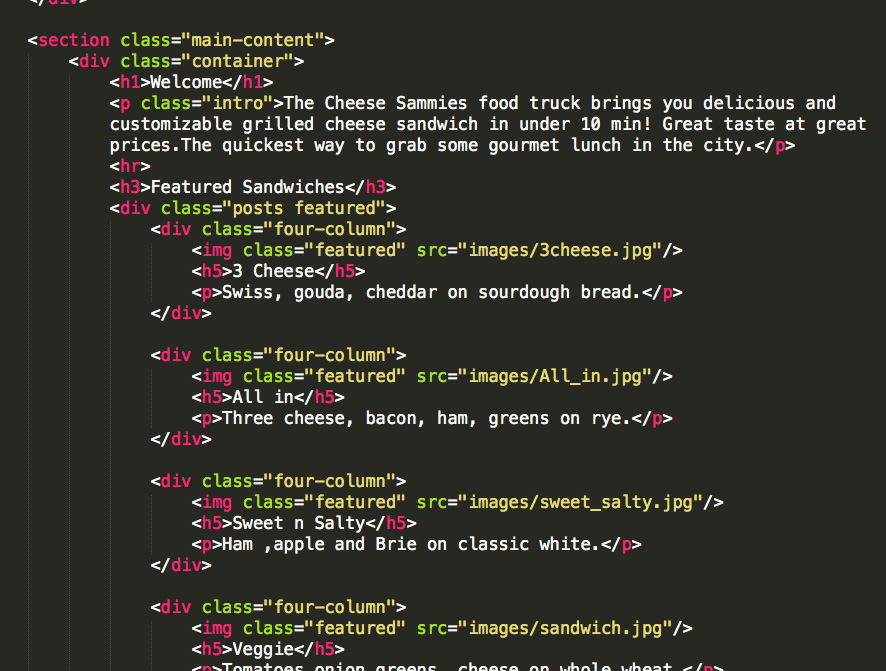 </div>
<section class="main-content">
<div class="container">
<h1>Welcome</h1>
<p class="intro">The Cheese Sammies food truck brings you delicious and
customizable grilled cheese sandwich in under 10 min! Great taste at great
prices.The quickest way to grab some gourmet lunch in the city.</p>
<hr>
<h3>Featured Sandwiches</h3>
<div class="posts featured">
<div class="four-column">
<img class="featured" src="images/3cheese.jpg"/>
<h5>3 Cheese</h5>
<p>Swiss, gouda, cheddar on sourdough bread.</p>
</div>
<div class="four-column">
<img class="featured" src="images/All_in.jpg"/>
<h5>All in</h5>
<p>Three cheese, bacon, ham, greens on rye.</p>
</div>
<div class="four-column">
<img class="featured" src="images/sweet_salty.jpg"/>
<h5>Sweet n Salty</h5>
<p>Ham ,apple and Brie on classic white.</p>
</div>
<div class="four-column">
<img class="featured" src="images/sandwich.jpg"/>
<h5>Veggie</h5>
<p>Tomatoes onion greens, cheese on whole wheat.</p>